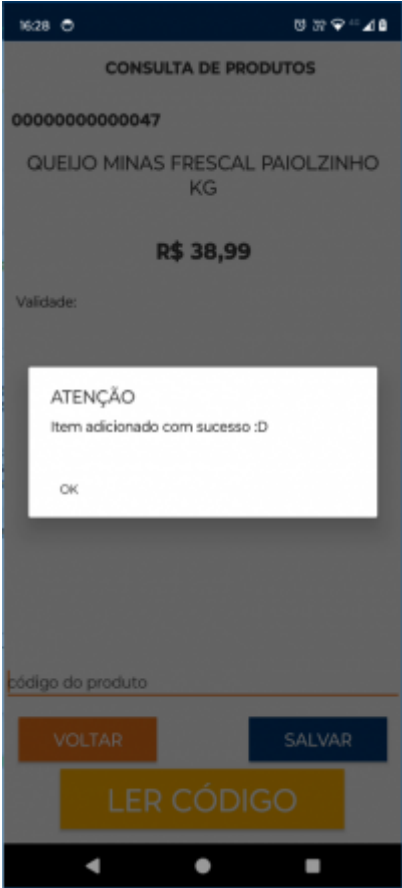 16:28
CONSULTA DE PRODUTOS
00000000000047
QUEIJO MINAS FRESCAL PAIOLZINHO
KG
R$ 38,99
Validade:
ATENÇÃO
Item adicionado com sucesso :D
OK
código do produto
VOLTAR
SALVAR
LER CÓDIGO